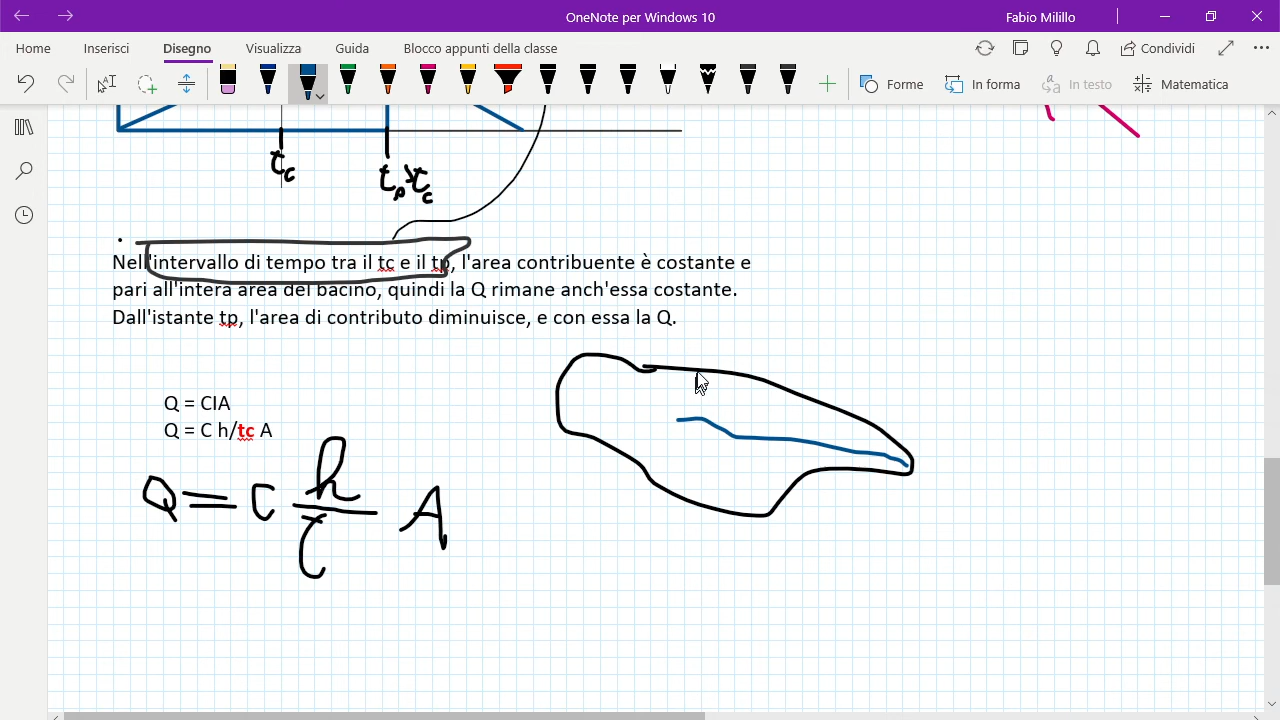 OneNote per Windows 10
Fabio Milillo
Home Inserisci Disegno Visualizza Guida Blocco appunti della classe
Condividi
Forme In forma In testo Matematica
tc
tp>tc
Nell'intervallo di tempo tra il tc e il tp, l'area contribuente è costante e
pari all'intera area del bacino, quindi la Q rimane anch'essa costante.
Dall'istante tp, l'area di contributo diminuisce, e con essa la Q.
Q = CIA
Q = C h/tc A
Q = C h A